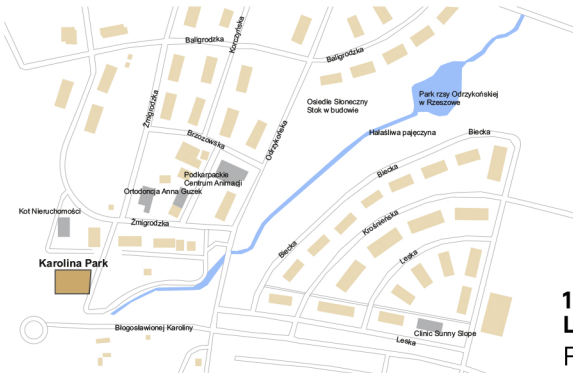 Baligrodzka
Korczyńska
Baligrodzka
Park rzsy Odrzykońskiej
w Rzeszowe
Osiedle Słoneczny
Stok w budowie
Żmigrodzka
Brzozowska
Odrzykońska
Hałaśliwa pajęczyna
Biecka
Podkarpackie
Centrum Animacji
Biecka
Ortodoncja Anna Guzek
Kot Nieruchomości
Żmigrodzka
Krośnieńska
Biecka
Leska
Karolina Park
1
L
F
Błogosławionej Karoliny
Clinic Sunny Slope
Leska